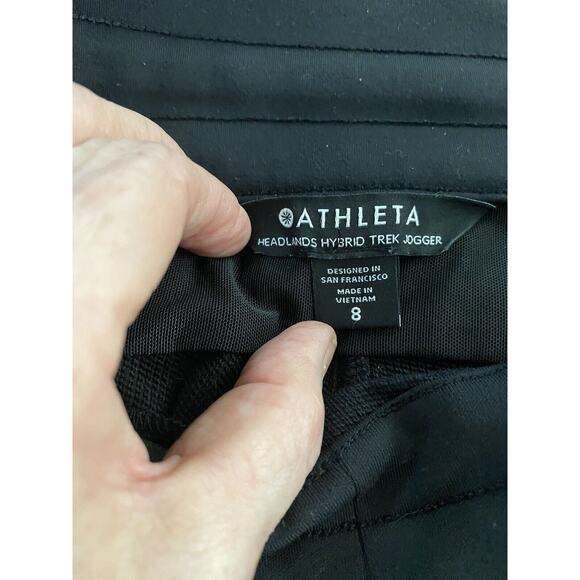 ATHLETA
HEADLANDS HYBRID TREK JOGGER
DESIGNED IN
SAN FRANCISCO
MADE IN
VIETNAM
8